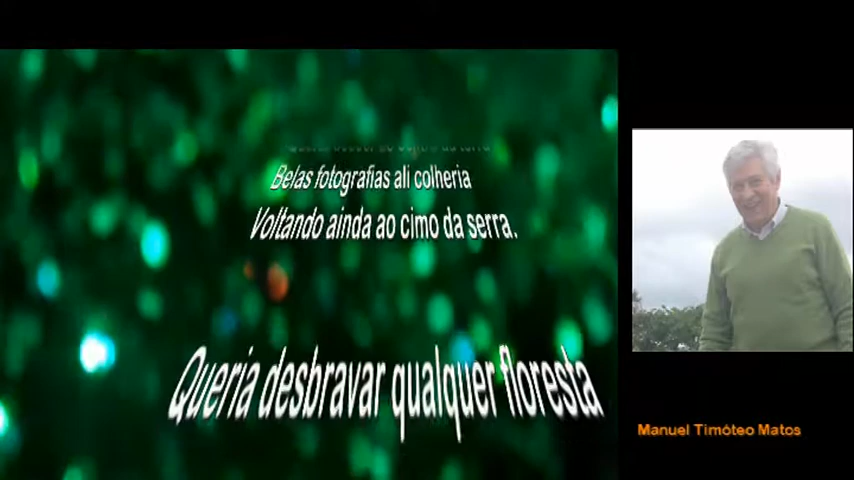 Belas fotografias ali colheria
Voltando ainda ao cimo da serra.
Queria desbravar qualquer floresta
Manuel Timóteo Matos